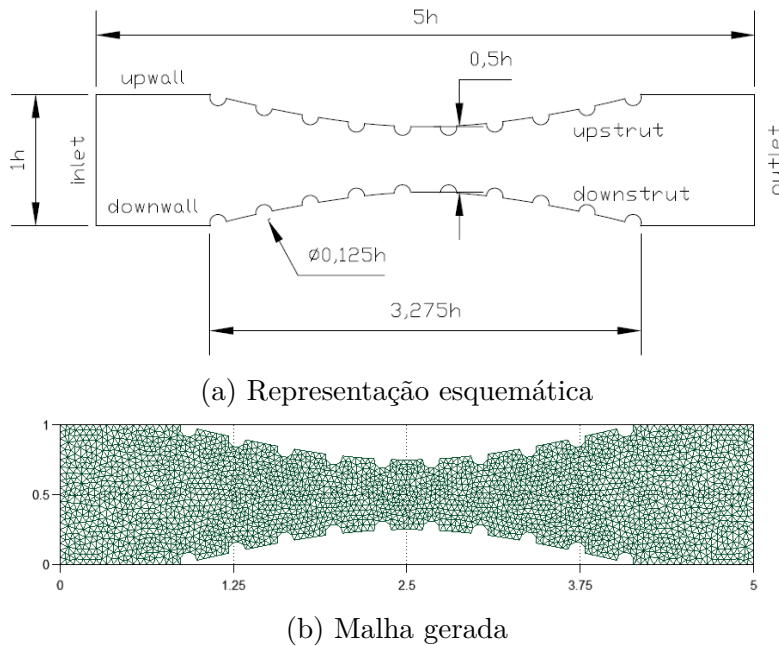 5h
0,5h
upwall
1h
inlet
upstrut
outlet
downwall
downstrut
Ø0,125h
3,275h
(a) Representação esquemática
1
0.5
0
0
1.25
2.5
3.75
5
(b) Malha gerada